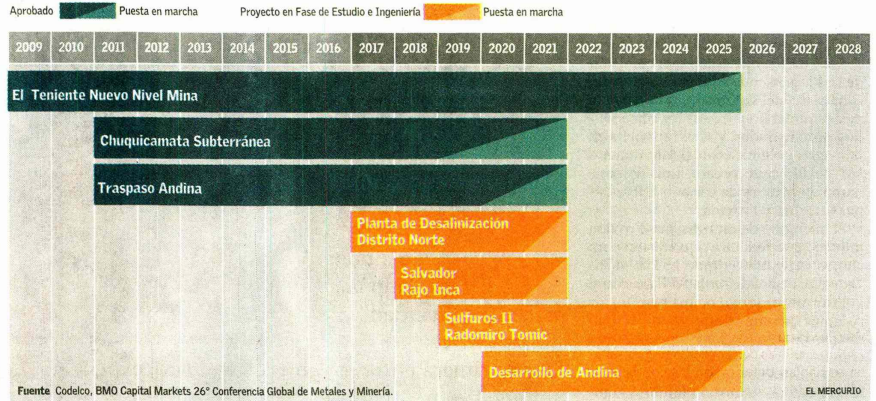 Aprobado Puesta en marcha Proyecto en Fase de Estudio e Ingeniería Puesta en marcha
2009 2010 2011 2012 2013 2014 2015 2016 2017 2018 2019 2020 2021 2022 2023 2024 2025 2026 2027 2028
El Teniente Nuevo Nivel Mina
Chuquicamata Subterránea
Traspaso Andina
Planta de Desalinización
Distrito Norte
Salvador
Rajo Inca
Sulfuros II
Radomiro Tomic
Desarrollo de Andina
Fuente Codelco, BMO Capital Markets 26° Conferencia Global de Metales y Minería. EL MERCURIO